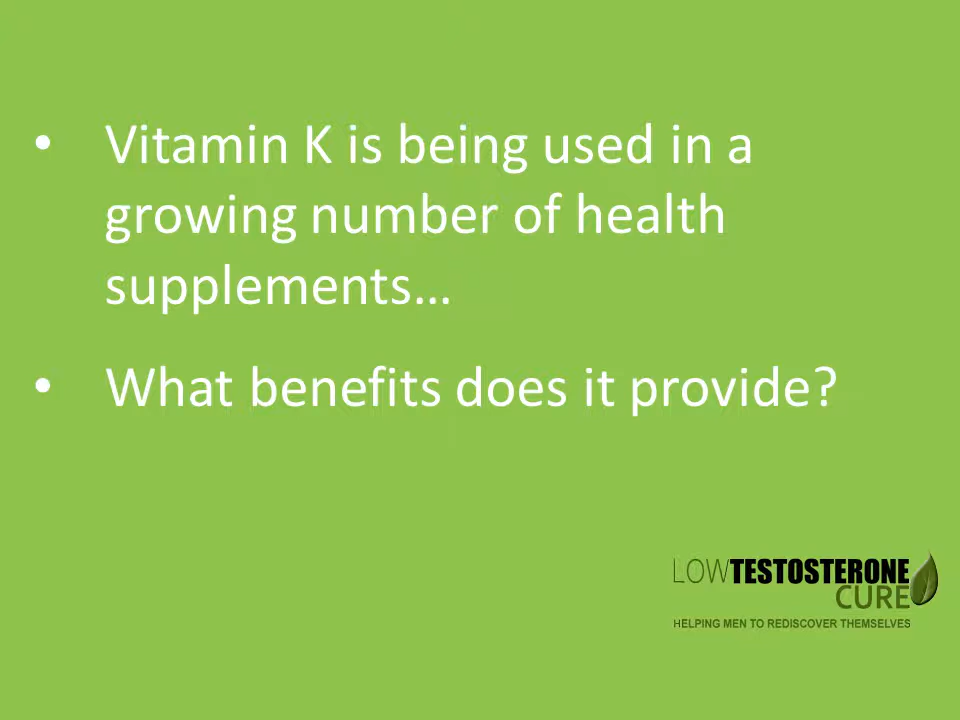 • Vitamin K is being used in a
growing number of health
supplements…
• What benefits does it provide?
LOWTESTOSTERONE
CURE
HELPING MEN TO REDISCOVER THEMSELVES